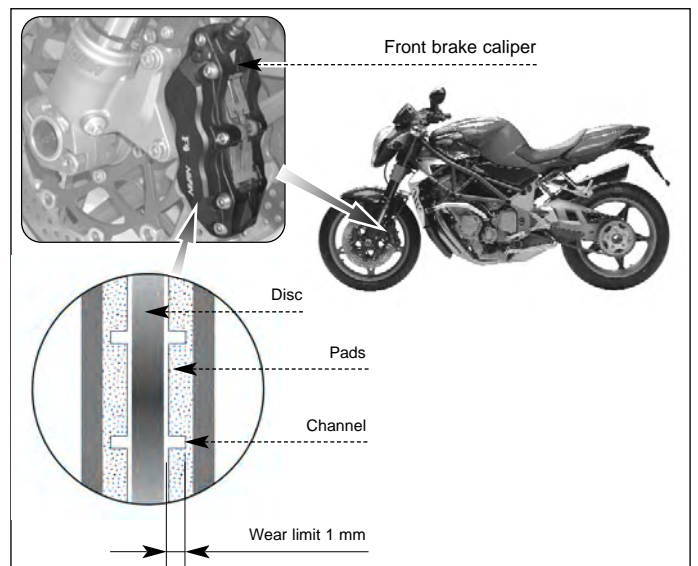 Front brake caliper
Disc
Pads
Channel
Wear limit 1 mm